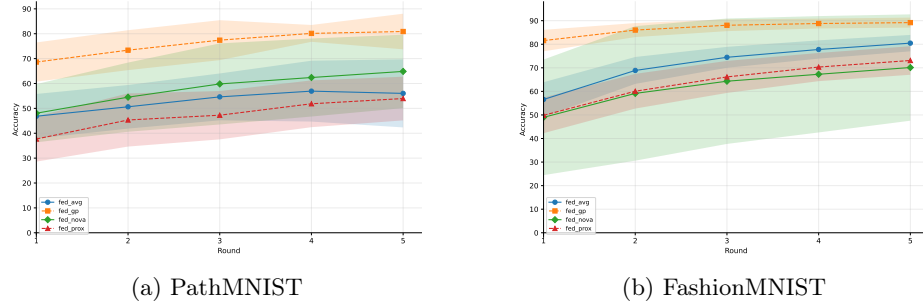 90
80
70
60
50
40
30
20
10
0
Accuracy
fed_avg
fed_gp
fed_nova
fed_prox
1 2 3 4 5
Round
(a) PathMNIST
90
80
70
60
50
40
30
20
10
0
Accuracy
fed_avg
fed_gp
fed_nova
fed_prox
1 2 3 4 5
Round
(b) FashionMNIST